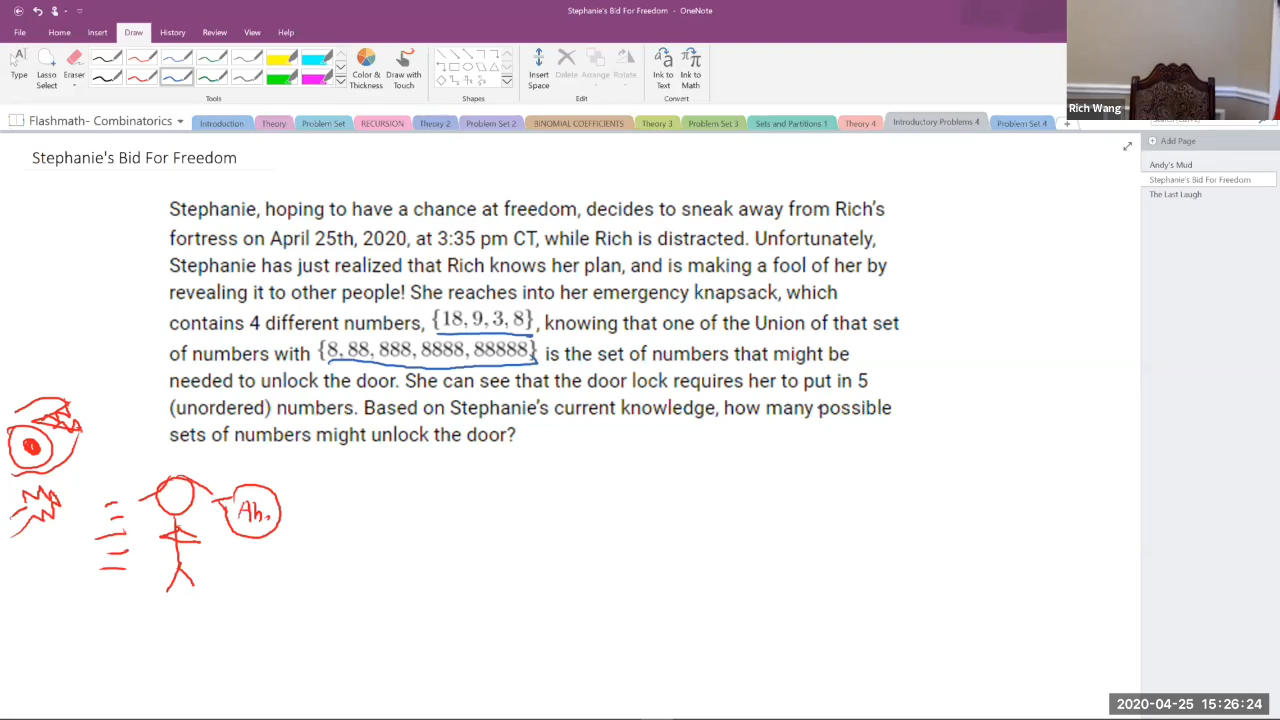 Stephanie's Bid For Freedom - OneNote
File Home Insert Draw History Review View Help
Type
Lasso Select
Eraser
Color & Thickness
Draw with Touch
Insert Space
Delete
Arrange
Rotate
Ink to Text
Ink to Math
Tools
Shapes
Edit
Convert
Rich Wang
Flashmath- Combinatorics
Introduction Theory Problem Set RECURSION Theory 2 Problem Set 2 BINOMIAL COEFFICIENTS Theory 3 Problem Set 3 Sets and Partitions 1 Theory 4 Introductory Problems 4 Problem Set 4
Add Page
Andy's Mud
Stephanie's Bid For Freedom
The Last Laugh
Stephanie's Bid For Freedom
Stephanie, hoping to have a chance at freedom, decides to sneak away from Rich's
fortress on April 25th, 2020, at 3:35 pm CT, while Rich is distracted. Unfortunately,
Stephanie has just realized that Rich knows her plan, and is making a fool of her by
revealing it to other people! She reaches into her emergency knapsack, which
contains 4 different numbers, {18, 9, 3, 8}, knowing that one of the Union of that set
of numbers with {8, 88, 888, 8888, 88888} is the set of numbers that might be
needed to unlock the door. She can see that the door lock requires her to put in 5
(unordered) numbers. Based on Stephanie's current knowledge, how many possible
sets of numbers might unlock the door?
Ah.
2020-04-25 15:26:24